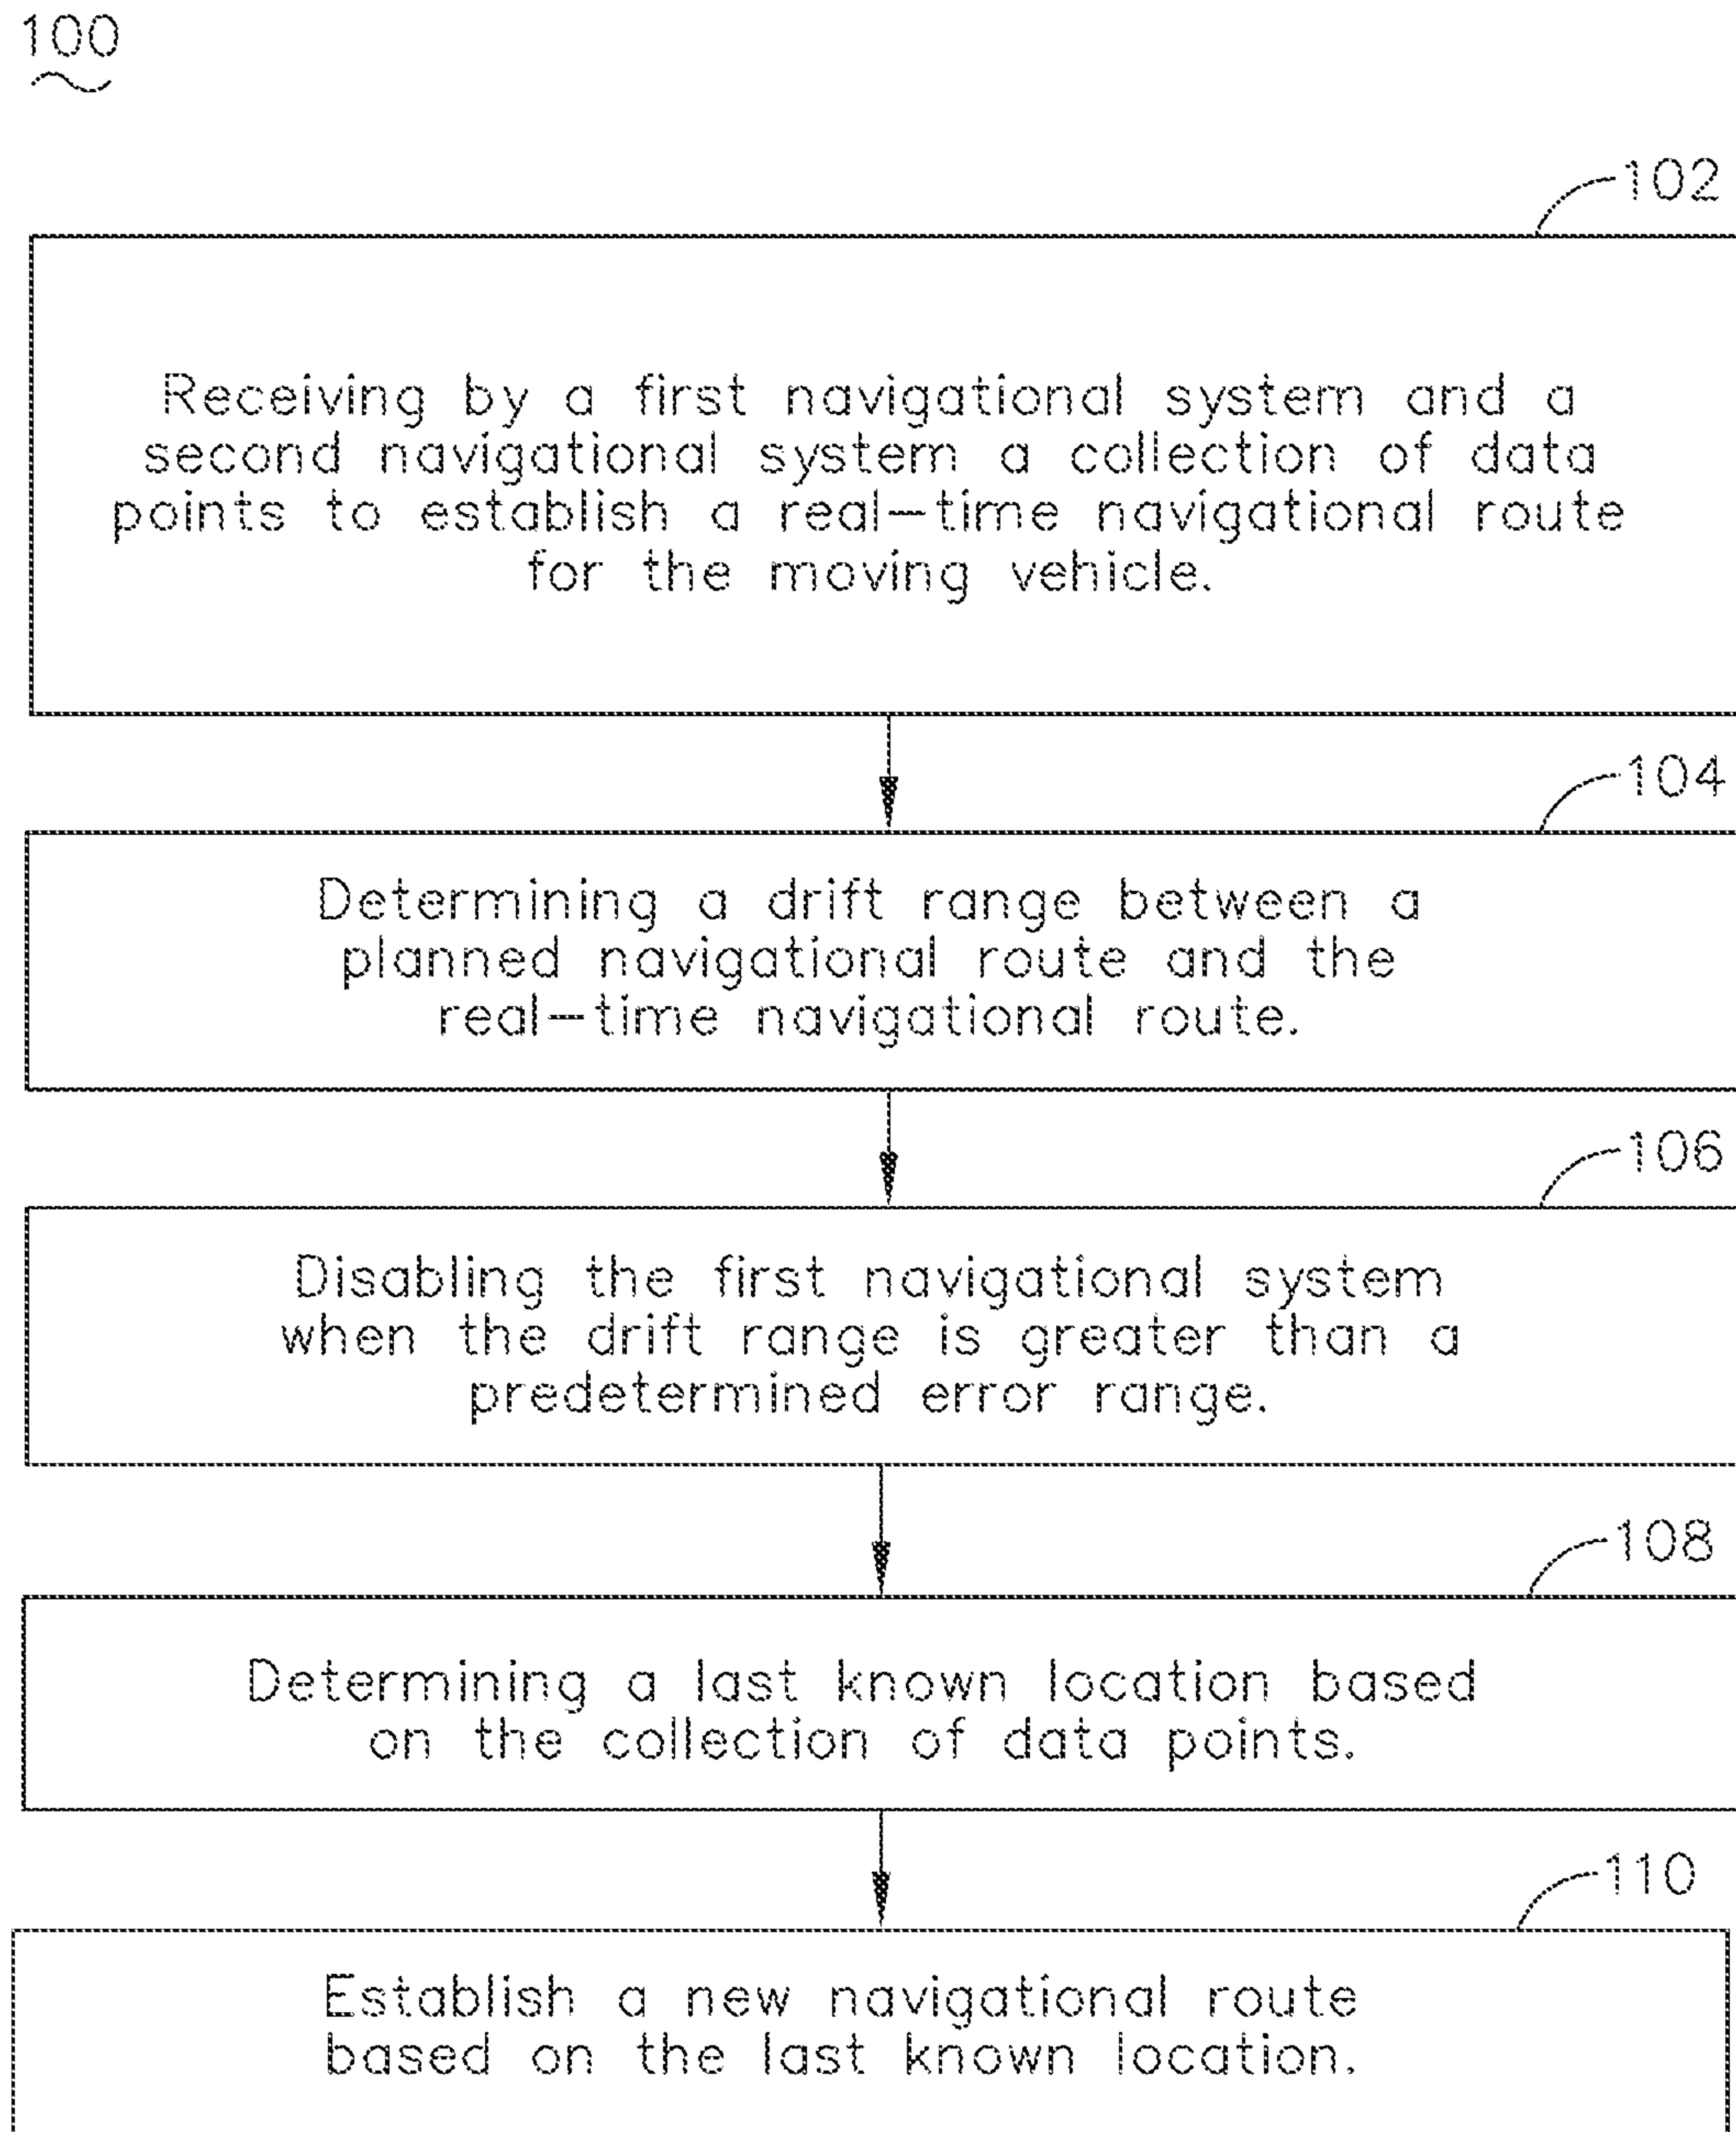 100
102
Receiving by a first navigational system and a
second navigational system a collection of data
points to establish a real-time navigational route
for the moving vehicle.
104
Determining a drift range between a
planned navigational route and the
real-time navigational route.
106
Disabling the first navigational system
when the drift range is greater than a
predetermined error range.
108
Determining a last known location based
on the collection of data points.
110
Establish a new navigational route
based on the last known location.